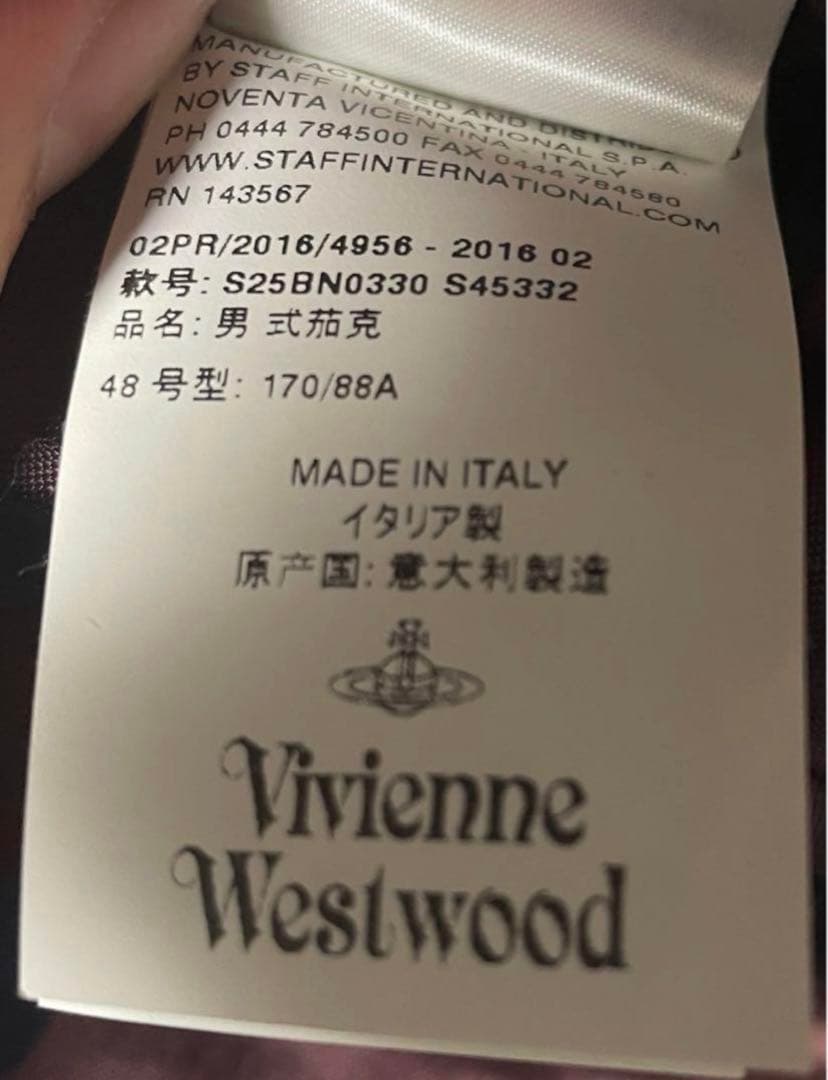 MANUFACTURED AND DISTRIB
BY STAFF INTERNATIONAL S.P.A.
NOVENTA VICENTINA - ITALY
PH 0444 784500 FAX 0444 784580
WWW.STAFFINTERNATIONAL.COM
RN 143567
02PR/2016/4956 - 2016 02
款号: S25BN0330 S45332
品名: 男 式茄克
48 号型: 170/88A
MADE IN ITALY
イタリア製
原产国: 意大利製造
Vivienne
Westwood